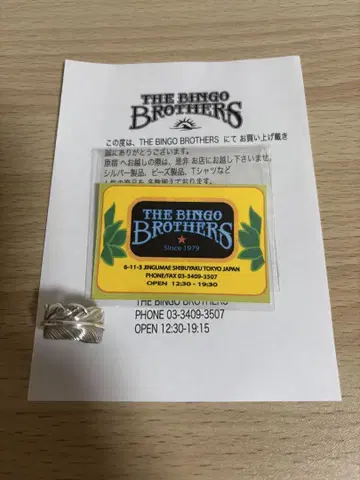 THE BINGO
BROTHERS
この度は、THE BINGO BROTHERS にて お買い上げ戴き
誠にありがとうございます。
原宿 へお越しの際は、是非 お店にお越し下さいませ。
シルバー製品、ビーズ製品、Tシャツなど
THE BINGO
BROTHERS
Since 1979
6-11-3 JINGUMAE SHIBUYAKU TOKYO JAPAN
PHONE/FAX 03-3409-3507
OPEN 12:30 - 19:30
THE BINGO BROTHERS
PHONE 03-3409-3507
OPEN 12:30-19:15